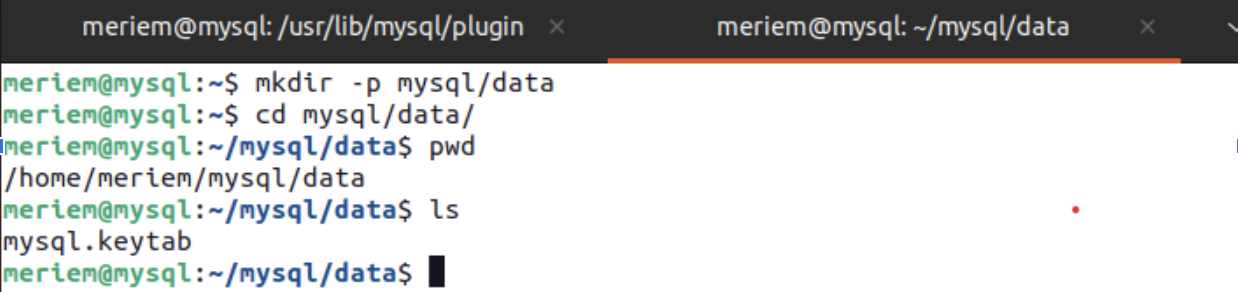 meriem@mysql: /usr/lib/mysql/plugin × meriem@mysql: ~/mysql/data ×
meriem@mysql:~$ mkdir -p mysql/data
meriem@mysql:~$ cd mysql/data/
meriem@mysql:~/mysql/data$ pwd
/home/meriem/mysql/data
meriem@mysql:~/mysql/data$ ls
mysql.keytab
meriem@mysql:~/mysql/data$